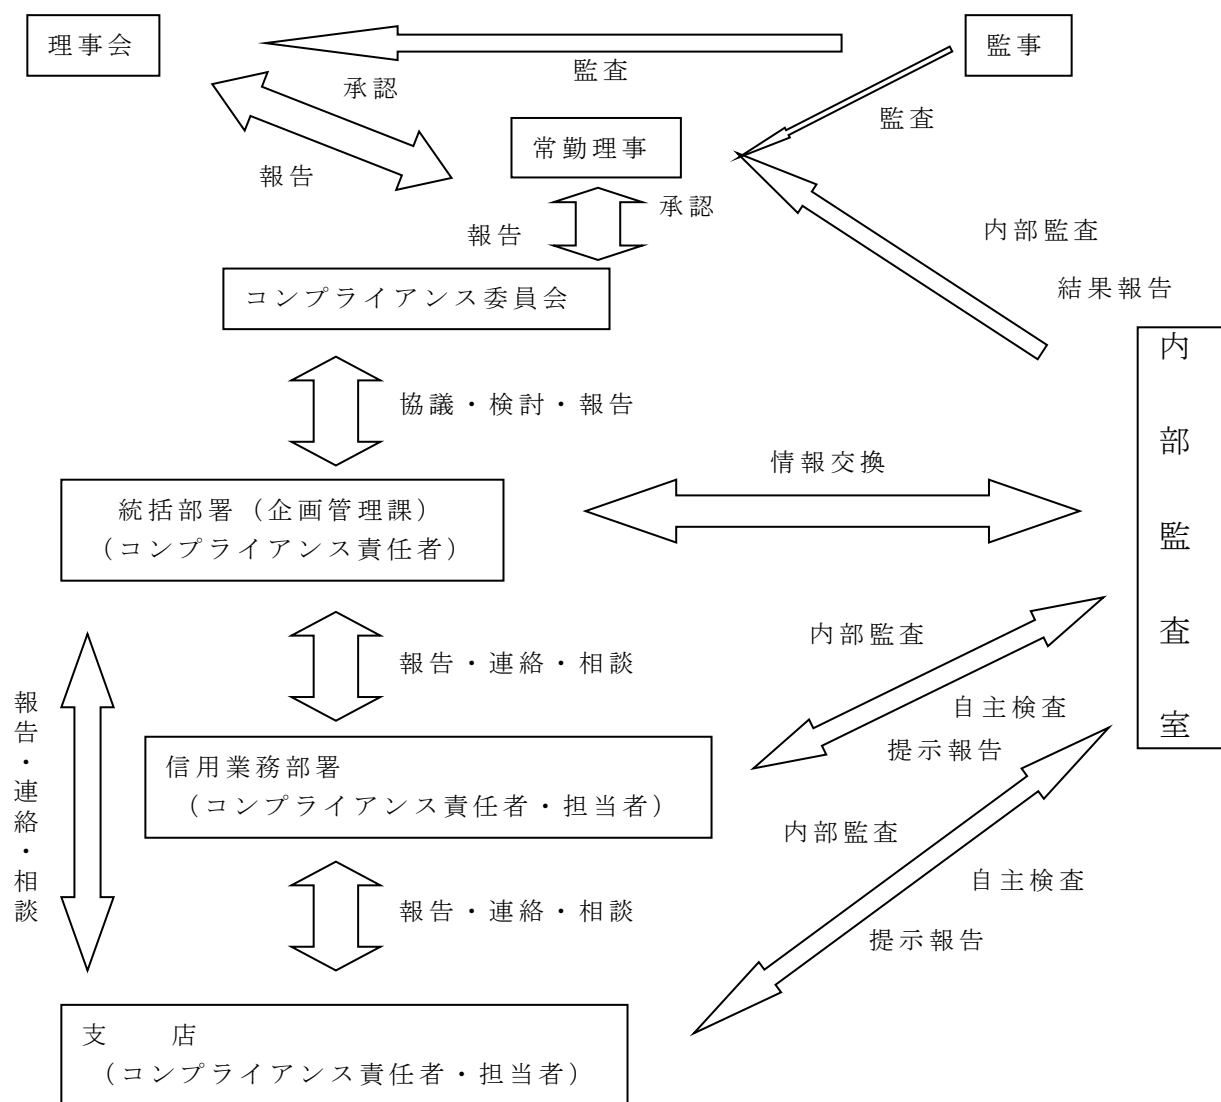 理事会
監事
監査
承認
監査
常勤理事
報告
承認
報告
内部監査
結果報告
コンプライアンス委員会
内部監査室
協議・検討・報告
情報交換
統括部署（企画管理課）
（コンプライアンス責任者）
内部監査
報告・連絡・相談
報告・連絡・相談
自主検査
提示報告
信用業務部署
（コンプライアンス責任者・担当者）
内部監査
自主検査
報告・連絡・相談
提示報告
支　　店
（コンプライアンス責任者・担当者）